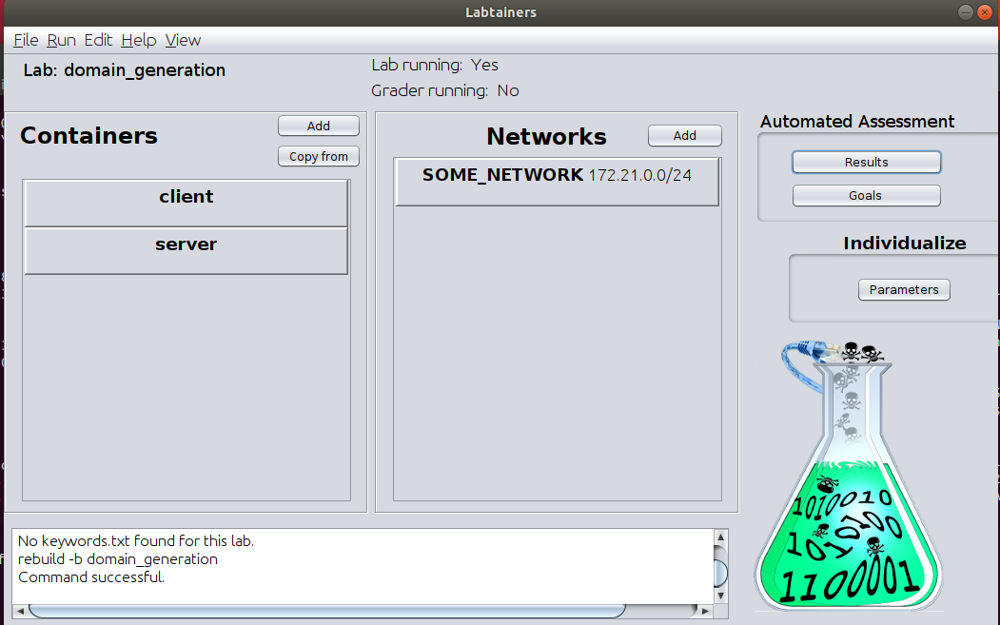 Labtainers
File Run Edit Help View
Lab: domain_generation
Lab running: Yes
Grader running: No
Containers
Add
Copy from
client
server
Networks
Add
SOME_NETWORK 172.21.0.0/24
Automated Assessment
Results
Goals
Individualize
Parameters
1010010
1010100
1100001
No keywords.txt found for this lab.
rebuild -b domain_generation
Command successful.